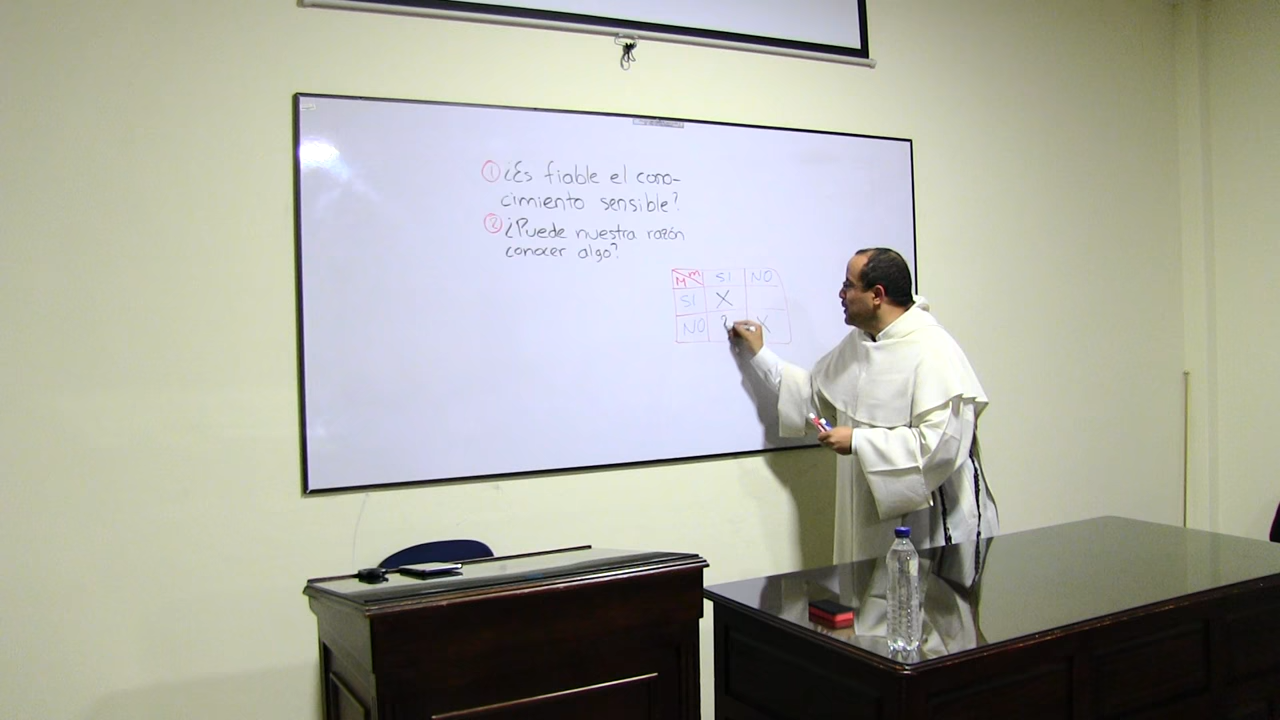 ① ¿Es fiable el cono-
cimiento sensible?
② ¿Puede nuestra razón
conocer algo?
M m SI NO
SI X
NO ? X